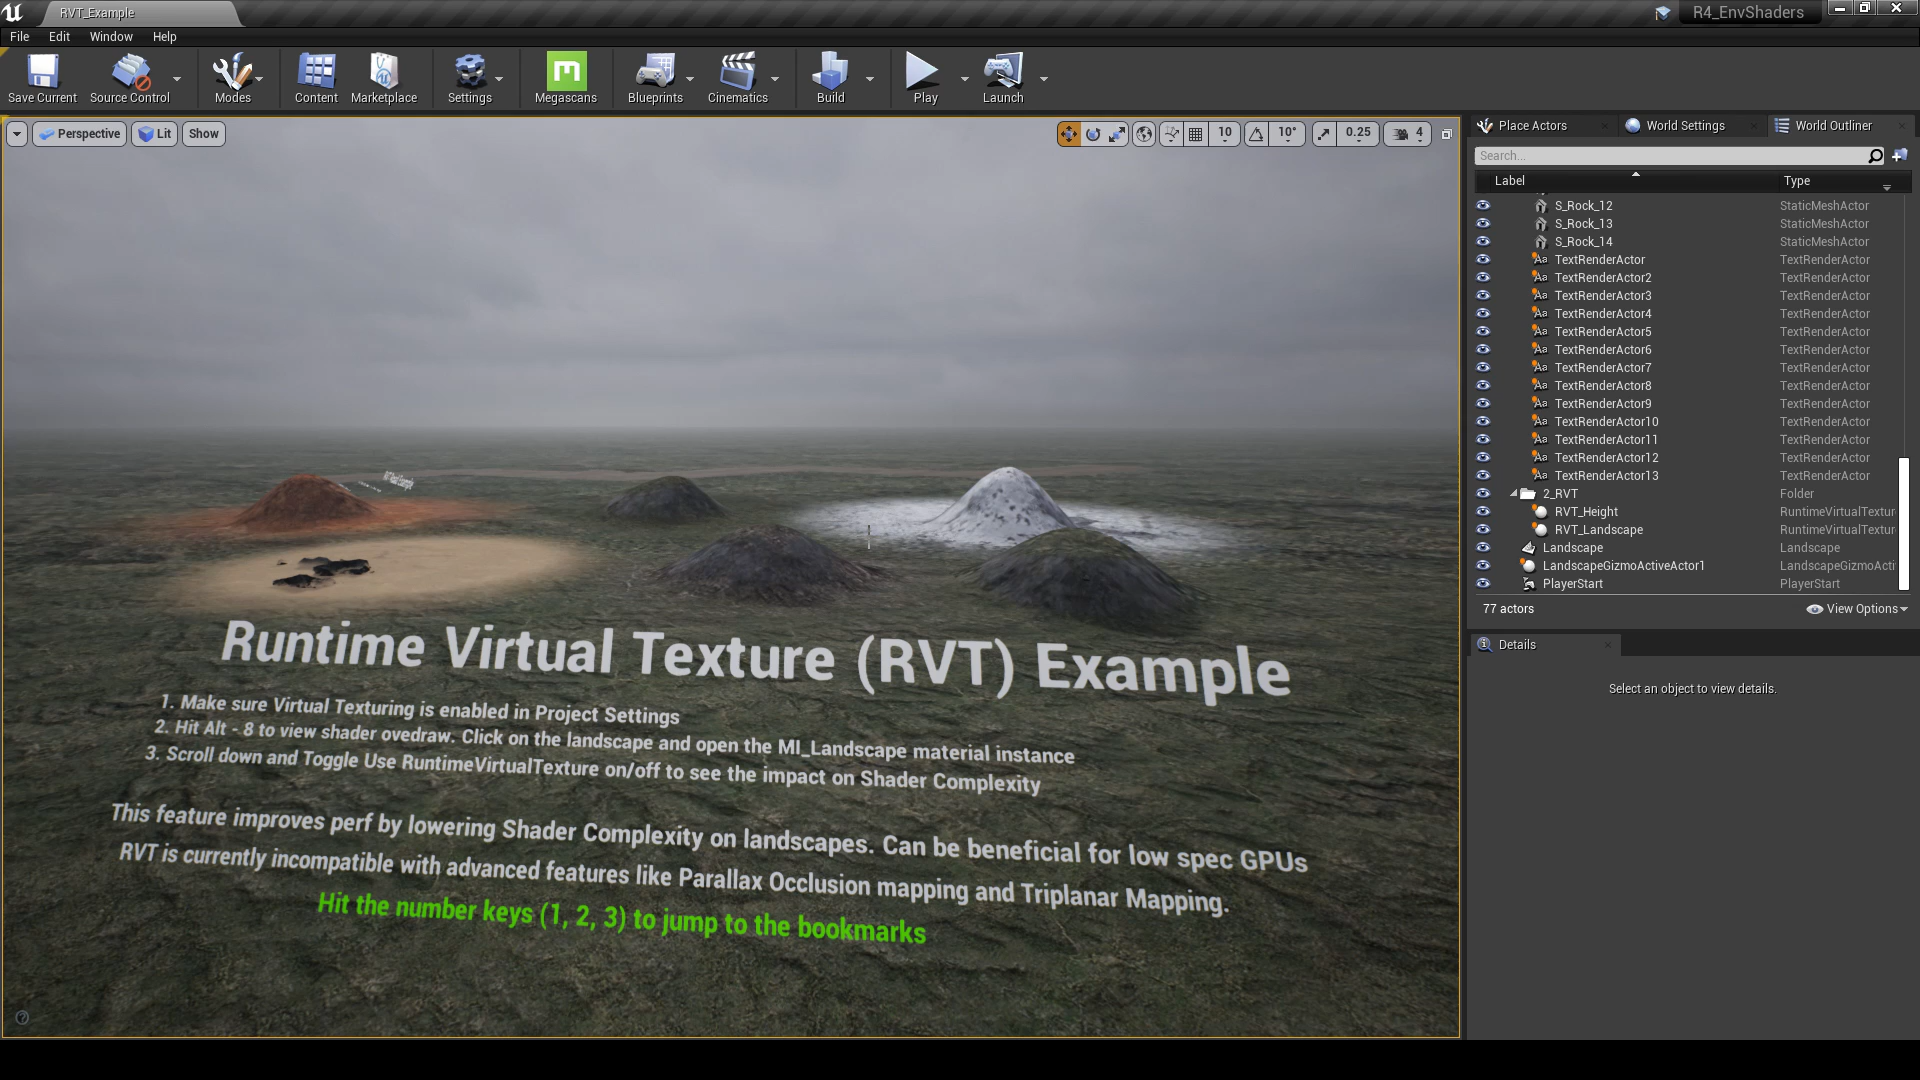 RVT_Example
R4_EnvShaders
File Edit Window Help
Save Current Source Control Modes Content Marketplace Settings Megascans Blueprints Cinematics Build Play Launch
Perspective Lit Show
10 10° 0.25 4
Place Actors World Settings World Outliner
Search...
Label Type
S_Rock_12 StaticMeshActor
S_Rock_13 StaticMeshActor
S_Rock_14 StaticMeshActor
TextRenderActor TextRenderActor
TextRenderActor2 TextRenderActor
TextRenderActor3 TextRenderActor
TextRenderActor4 TextRenderActor
TextRenderActor5 TextRenderActor
TextRenderActor6 TextRenderActor
TextRenderActor7 TextRenderActor
TextRenderActor8 TextRenderActor
TextRenderActor9 TextRenderActor
TextRenderActor10 TextRenderActor
TextRenderActor11 TextRenderActor
TextRenderActor12 TextRenderActor
TextRenderActor13 TextRenderActor
2_RVT Folder
RVT_Height RuntimeVirtualTextur
RVT_Landscape RuntimeVirtualTextur
Landscape Landscape
LandscapeGizmoActiveActor1 LandscapeGizmoActi
PlayerStart PlayerStart
77 actors View Options
Details
Select an object to view details.
Runtime Virtual Texture (RVT) Example
1. Make sure Virtual Texturing is enabled in Project Settings
2. Hit Alt - 8 to view shader ovedraw. Click on the landscape and open the MI_Landscape material instance
3. Scroll down and Toggle Use RuntimeVirtualTexture on/off to see the impact on Shader Complexity
This feature improves perf by lowering Shader Complexity on landscapes. Can be beneficial for low spec GPUs
RVT is currently incompatible with advanced features like Parallax Occlusion mapping and Triplanar Mapping.
Hit the number keys (1, 2, 3) to jump to the bookmarks